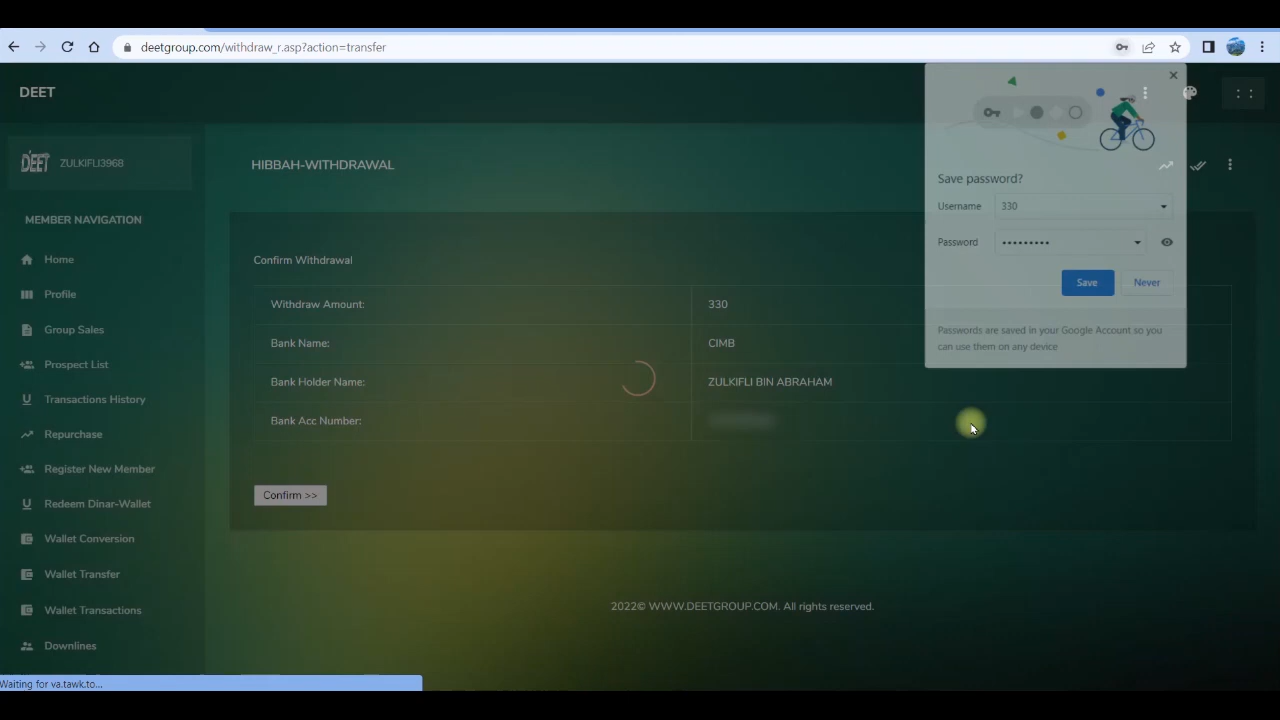 deetgroup.com/withdraw_r.asp?action=transfer
DEET
DEET ZULKIFLI3968
MEMBER NAVIGATION
Home
Profile
Group Sales
Prospect List
Transactions History
Repurchase
Register New Member
Redeem Dinar-Wallet
Wallet Conversion
Wallet Transfer
Wallet Transactions
Downlines
HIBBAH-WITHDRAWAL
Confirm Withdrawal
Withdraw Amount: 330
Bank Name: CIMB
Bank Holder Name: ZULKIFLI BIN ABRAHAM
Bank Acc Number:
Confirm >>
2022© WWW.DEETGROUP.COM. All rights reserved.
Save password?
Username 330
Password •••••••••
Save Never
Passwords are saved in your Google Account so you
can use them on any device
Waiting for va.tawk.to...